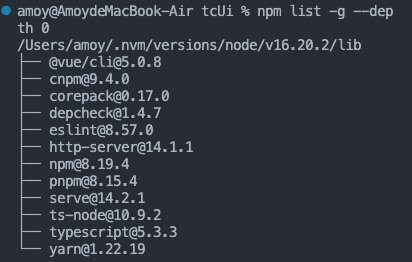 amoy@AmoydeMacBook-Air tcUi % npm list -g --dep
th 0
/Users/amoy/.nvm/versions/node/v16.20.2/lib
├── @vue/cli@5.0.8
├── cnpm@9.4.0
├── corepack@0.17.0
├── depcheck@1.4.7
├── eslint@8.57.0
├── http-server@14.1.1
├── npm@8.19.4
├── pnpm@8.15.4
├── serve@14.2.1
├── ts-node@10.9.2
├── typescript@5.3.3
└── yarn@1.22.19